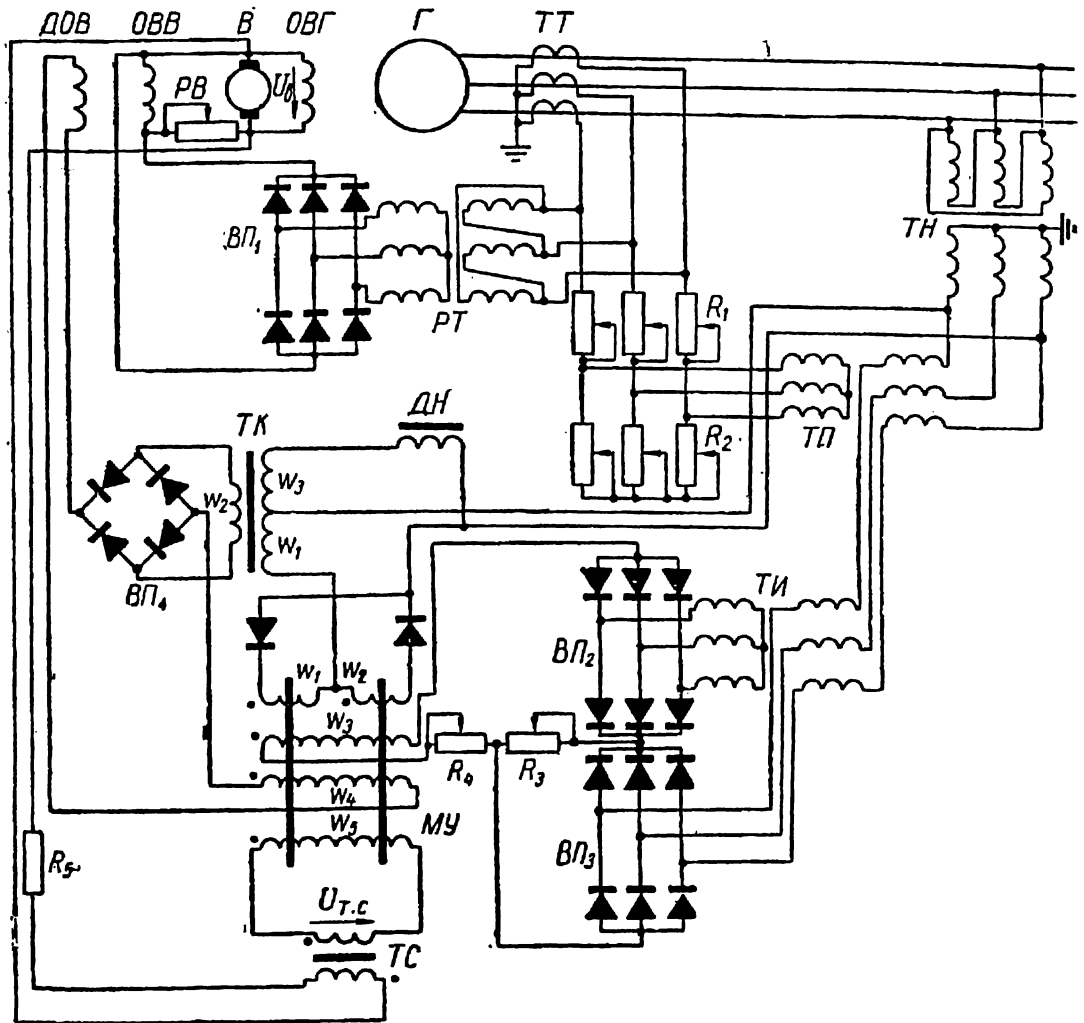 ДОВ ОВВ В ОВГ Г ТТ
РВ Uв
ВП₁ РТ ТН
R₁
ДН
ТК ТП
R₂
W₃
W₂
W₁
ВП₄ ТИ
ВП₂
W₁ W₂
W₃
R₄ R₃
W₄
W₅ МУ
ВП₃
R₅
Uт.с
ТС